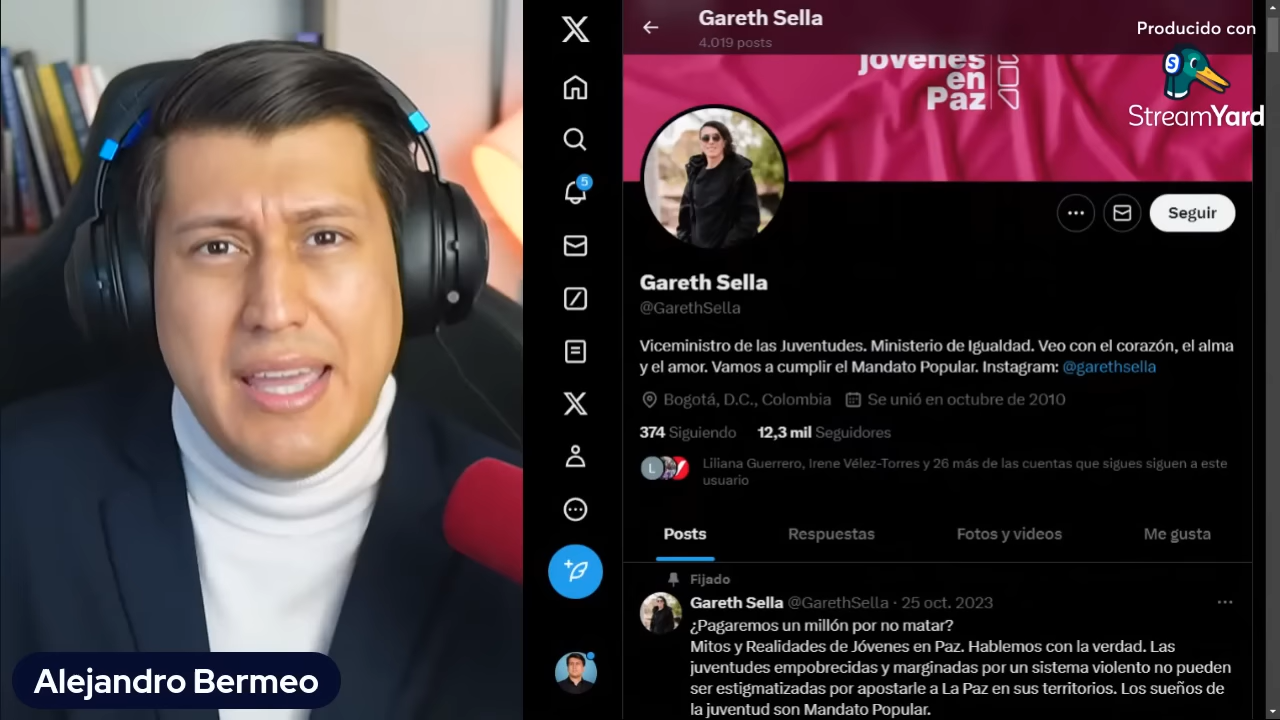 Gareth Sella
4.019 posts
Producido con
StreamYard
jóvenes
en
Paz
5
Seguir
Gareth Sella
@GarethSella
Viceministro de las Juventudes. Ministerio de Igualdad. Veo con el corazón, el alma
y el amor. Vamos a cumplir el Mandato Popular. Instagram: @garethsella
Bogotá, D.C., Colombia Se unió en octubre de 2010
374 Siguiendo 12,3 mil Seguidores
L
Liliana Guerrero, Irene Vélez-Torres y 26 más de las cuentas que sigues siguen a este
usuario
Posts Respuestas Fotos y videos Me gusta
Fijado
Gareth Sella @GarethSella · 25 oct. 2023
¿Pagaremos un millón por no matar?
Mitos y Realidades de Jóvenes en Paz. Hablemos con la verdad. Las
juventudes empobrecidas y marginadas por un sistema violento no pueden
ser estigmatizadas por apostarle a La Paz en sus territorios. Los sueños de
la juventud son Mandato Popular.
Alejandro Bermeo